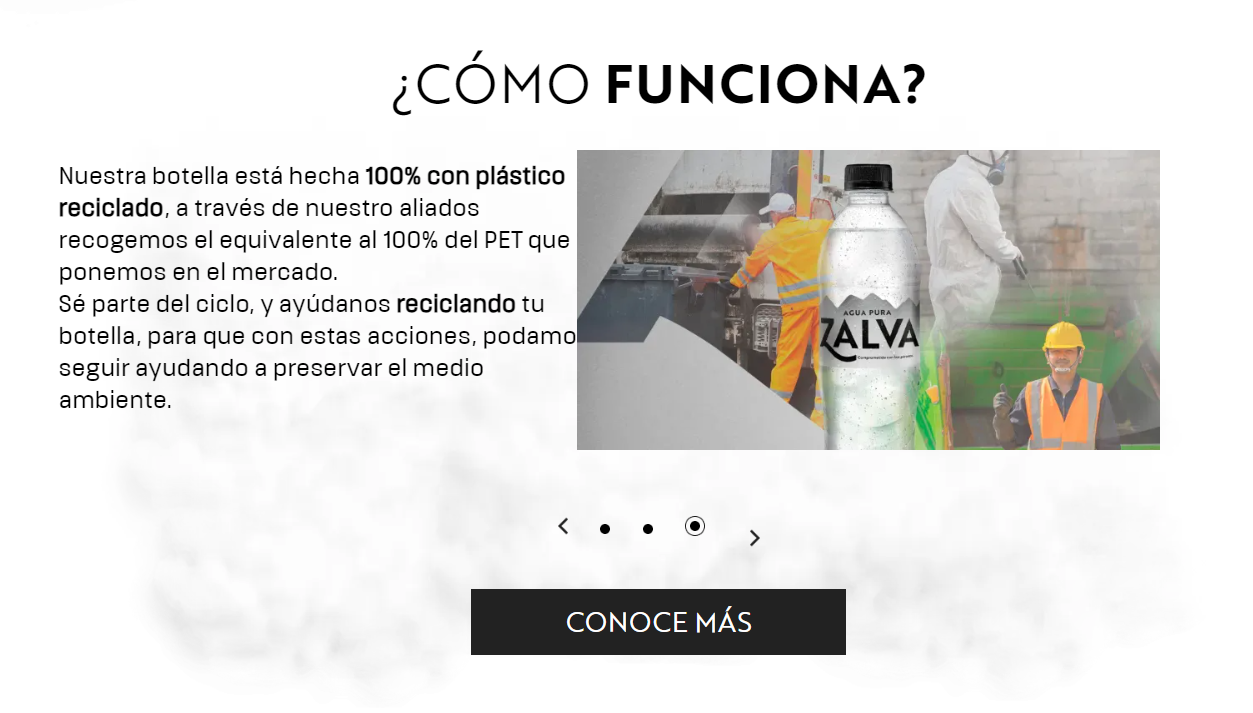 ¿CÓMO FUNCIONA?
Nuestra botella está hecha 100% con plástico
reciclado, a través de nuestro aliados
recogemos el equivalente al 100% del PET que
ponemos en el mercado.
Sé parte del ciclo, y ayúdanos reciclando tu
botella, para que con estas acciones, podamo
seguir ayudando a preservar el medio
ambiente.
AGUA PURA
ZALVA
CONOCE MÁS